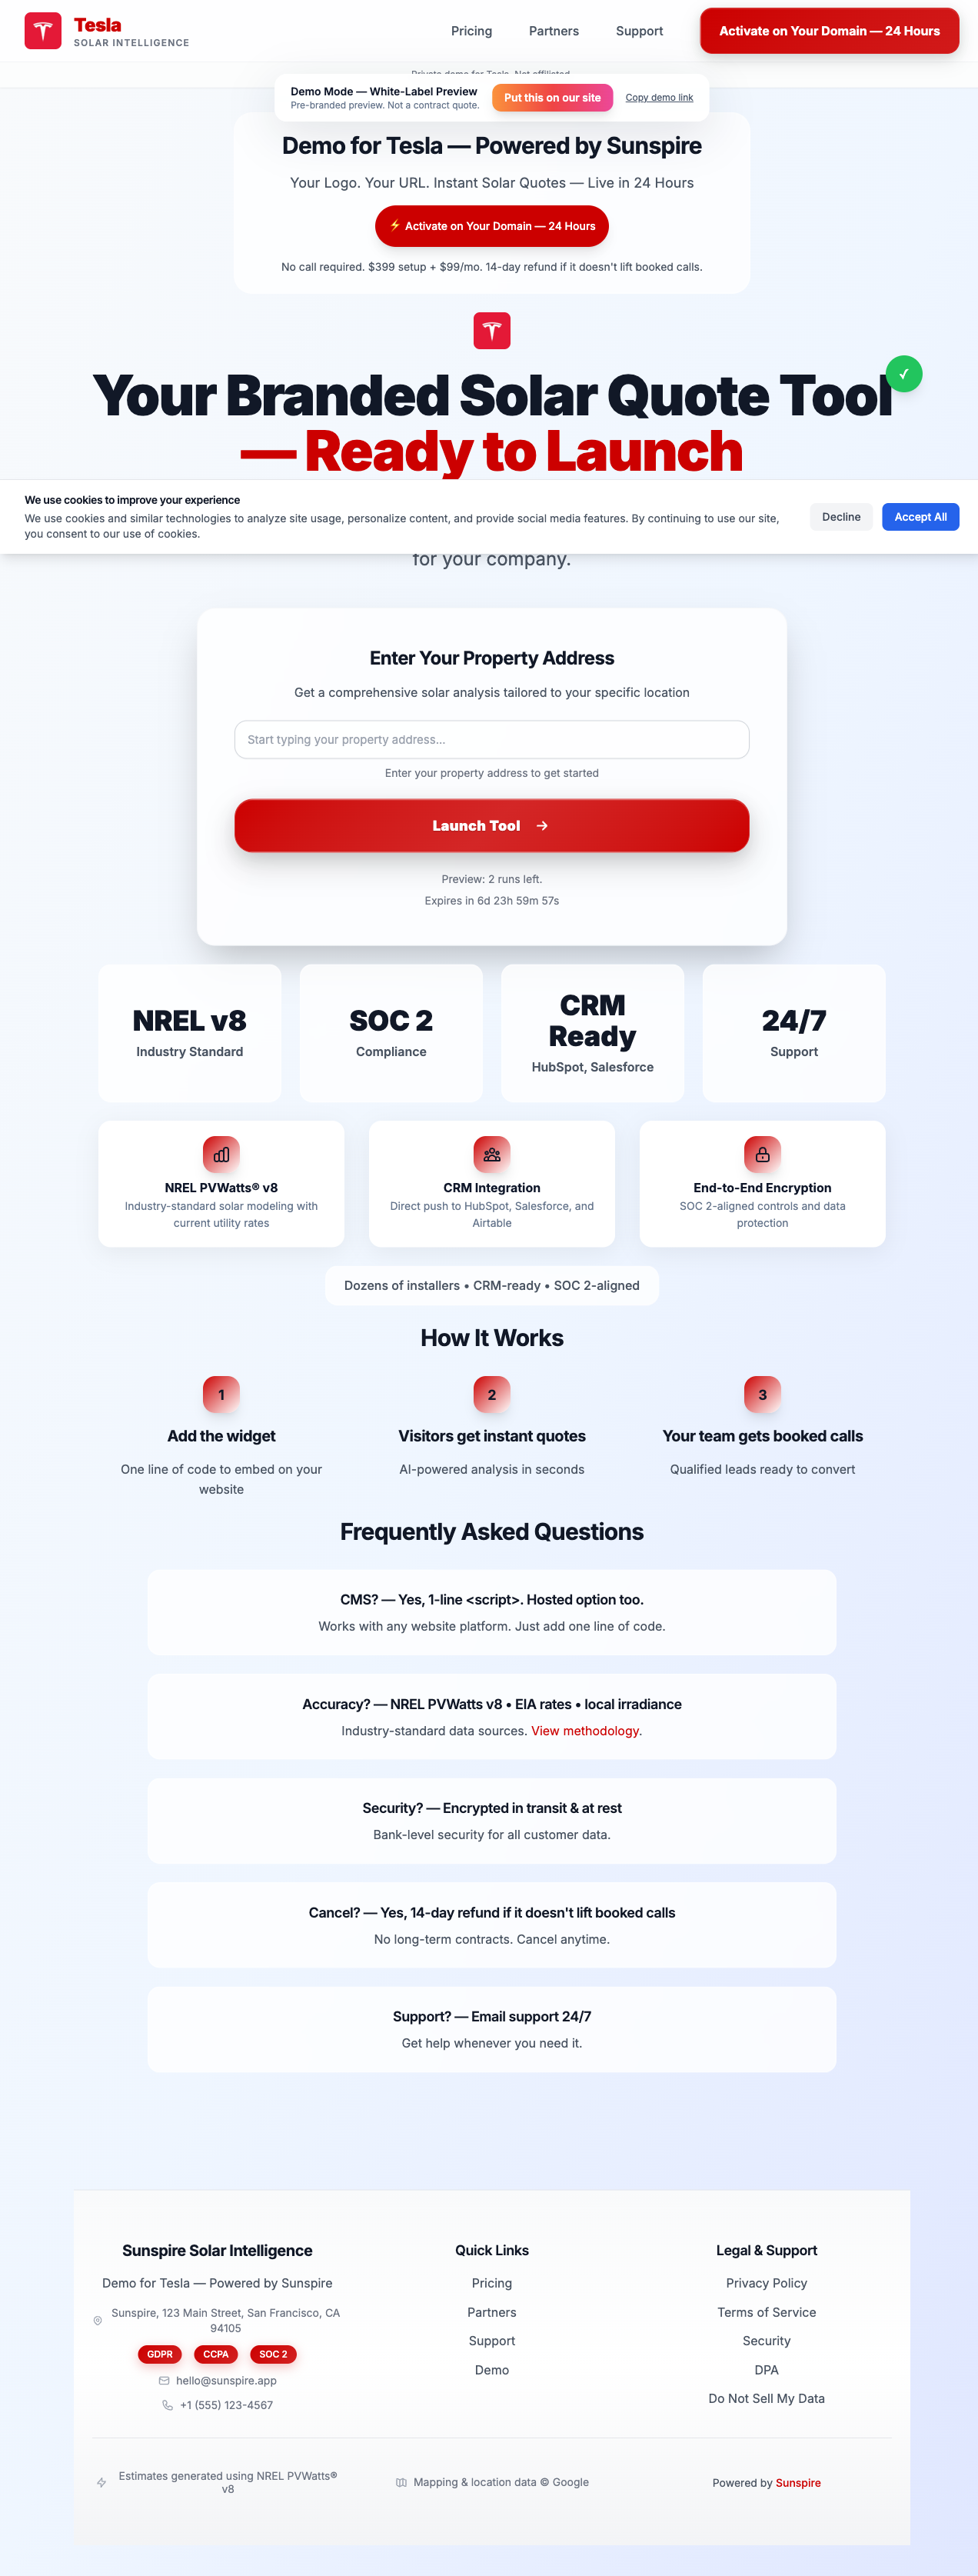 Tesla
SOLAR INTELLIGENCE
Pricing
Partners
Support
Activate on Your Domain — 24 Hours
Private demo for Tesla. Not affiliated
Demo Mode — White-Label Preview
Pre-branded preview. Not a contract quote.
Put this on our site
Copy demo link
Demo for Tesla — Powered by Sunspire
Your Logo. Your URL. Instant Solar Quotes — Live in 24 Hours
⚡ Activate on Your Domain — 24 Hours
No call required. $399 setup + $99/mo. 14-day refund if it doesn't lift booked calls.
Your Branded Solar Quote Tool
— Ready to Launch
We use cookies to improve your experience
We use cookies and similar technologies to analyze site usage, personalize content, and provide social media features. By continuing to use our site,
you consent to our use of cookies.
Decline
Accept All
for your company.
Enter Your Property Address
Get a comprehensive solar analysis tailored to your specific location
Start typing your property address...
Enter your property address to get started
Launch Tool →
Preview: 2 runs left.
Expires in 6d 23h 59m 57s
NREL v8
Industry Standard
SOC 2
Compliance
CRM
Ready
HubSpot, Salesforce
24/7
Support
NREL PVWatts® v8
Industry-standard solar modeling with
current utility rates
CRM Integration
Direct push to HubSpot, Salesforce, and
Airtable
End-to-End Encryption
SOC 2-aligned controls and data
protection
Dozens of installers • CRM-ready • SOC 2-aligned
How It Works
1
Add the widget
One line of code to embed on your
website
2
Visitors get instant quotes
AI-powered analysis in seconds
3
Your team gets booked calls
Qualified leads ready to convert
Frequently Asked Questions
CMS? — Yes, 1-line <script>. Hosted option too.
Works with any website platform. Just add one line of code.
Accuracy? — NREL PVWatts v8 • EIA rates • local irradiance
Industry-standard data sources. View methodology.
Security? — Encrypted in transit & at rest
Bank-level security for all customer data.
Cancel? — Yes, 14-day refund if it doesn't lift booked calls
No long-term contracts. Cancel anytime.
Support? — Email support 24/7
Get help whenever you need it.
Sunspire Solar Intelligence
Demo for Tesla — Powered by Sunspire
Sunspire, 123 Main Street, San Francisco, CA
94105
GDPR
CCPA
SOC 2
hello@sunspire.app
+1 (555) 123-4567
Quick Links
Pricing
Partners
Support
Demo
Legal & Support
Privacy Policy
Terms of Service
Security
DPA
Do Not Sell My Data
Estimates generated using NREL PVWatts®
v8
Mapping & location data © Google
Powered by Sunspire